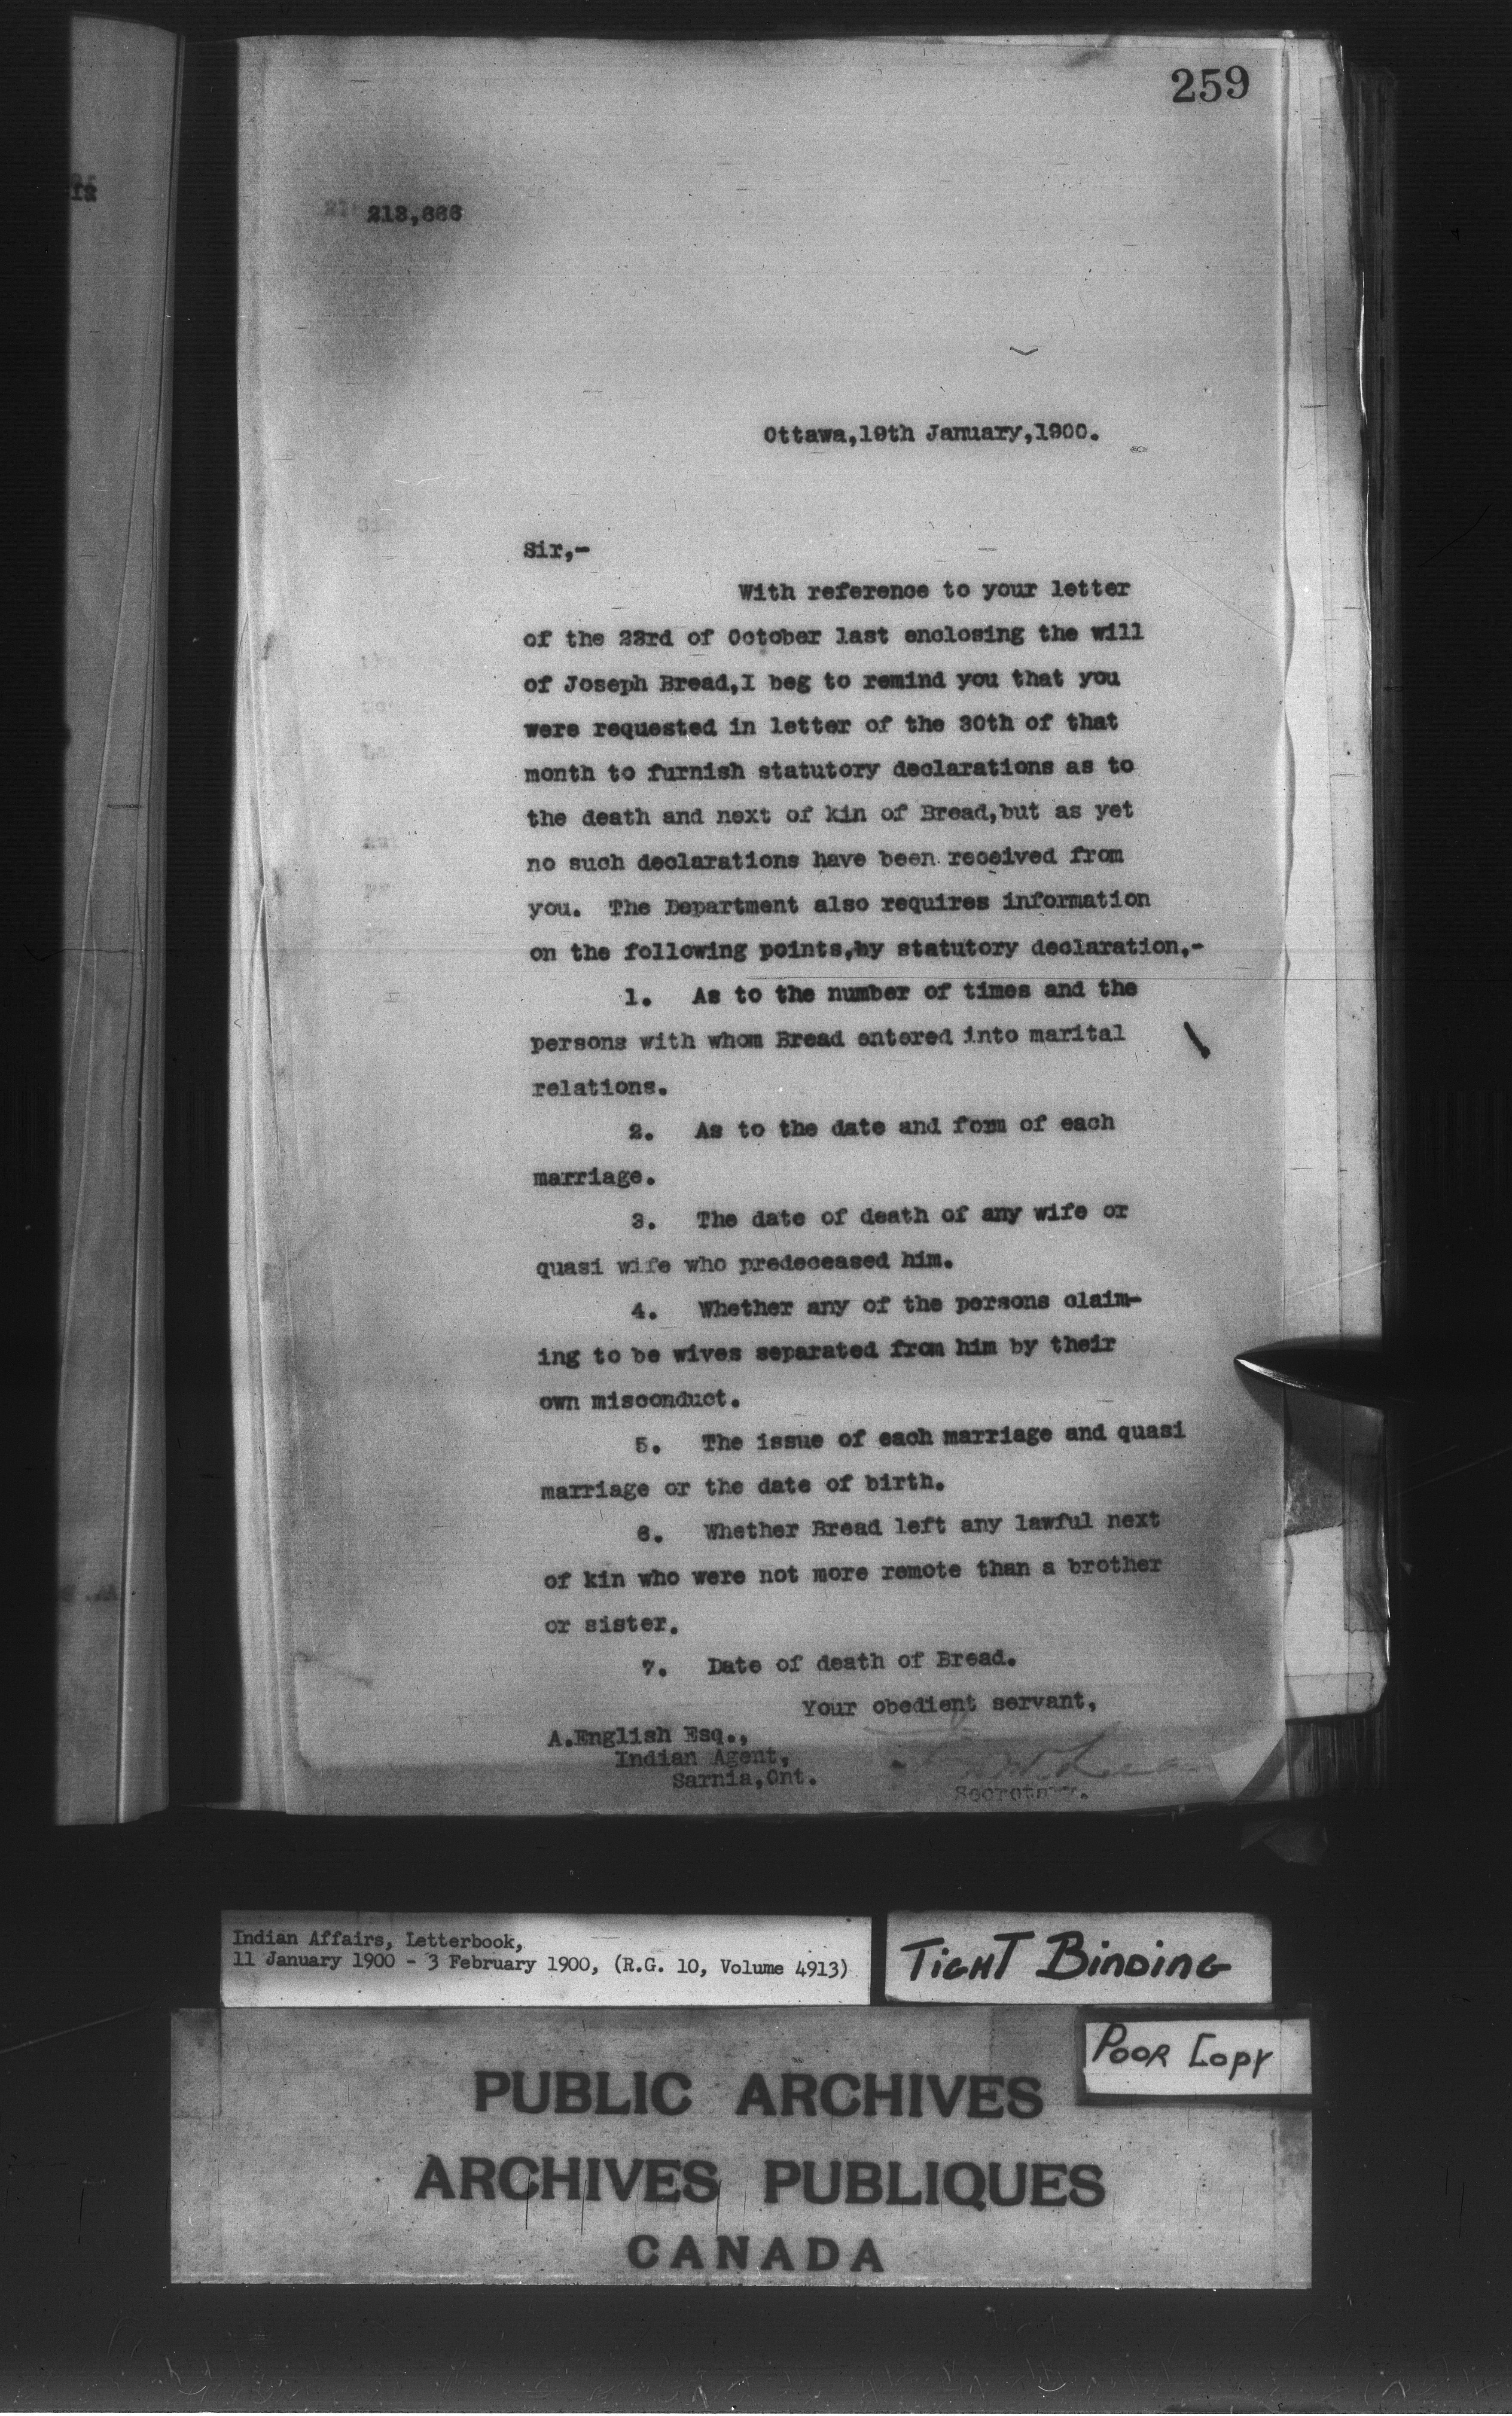 259
213,886
Ottawa,19th January,1900.
Sir,-
With reference to your letter
of the 23rd of October last enclosing the will
of Joseph Bread,I beg to remind you that you
were requested in letter of the 30th of that
month to furnish statutory declarations as to
the death and next of kin of Bread,but as yet
no such declarations have been received from
you. The Department also requires information
on the following points,by statutory declaration,-
1. As to the number of times and the
persons with whom Bread entered into marital
relations.
2. As to the date and form of each
marriage.
3. The date of death of any wife or
quasi wife who predeceased him.
4. Whether any of the persons claim-
ing to be wives separated from him by their
own misconduct.
5. The issue of each marriage and quasi
marriage or the date of birth.
6. Whether Bread left any lawful next
of kin who were not more remote than a brother
or sister.
7. Date of death of Bread.
Your obedient servant,
A.English Esq.,
Indian Agent,
Sarnia,Ont.
Secretary.
Indian Affairs, Letterbook,
11 January 1900 - 3 February 1900, (R.G. 10, Volume 4913)
TIGHT BINDING
POOR COPY
PUBLIC ARCHIVES
ARCHIVES PUBLIQUES
CANADA